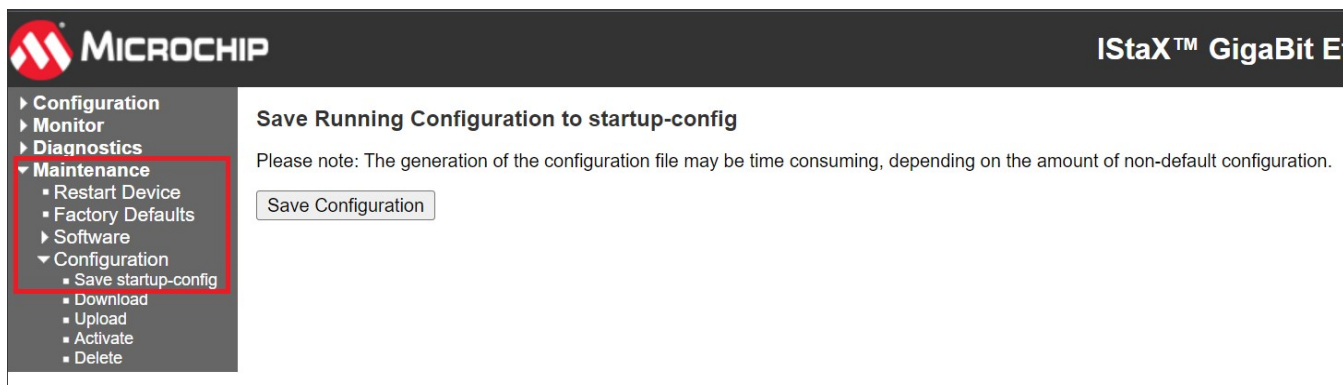 MICROCHIP
IStaX™ GigaBit E
Configuration
Monitor
Diagnostics
Maintenance
Restart Device
Factory Defaults
Software
Configuration
Save startup-config
Download
Upload
Activate
Delete
Save Running Configuration to startup-config
Please note: The generation of the configuration file may be time consuming, depending on the amount of non-default configuration.
Save Configuration